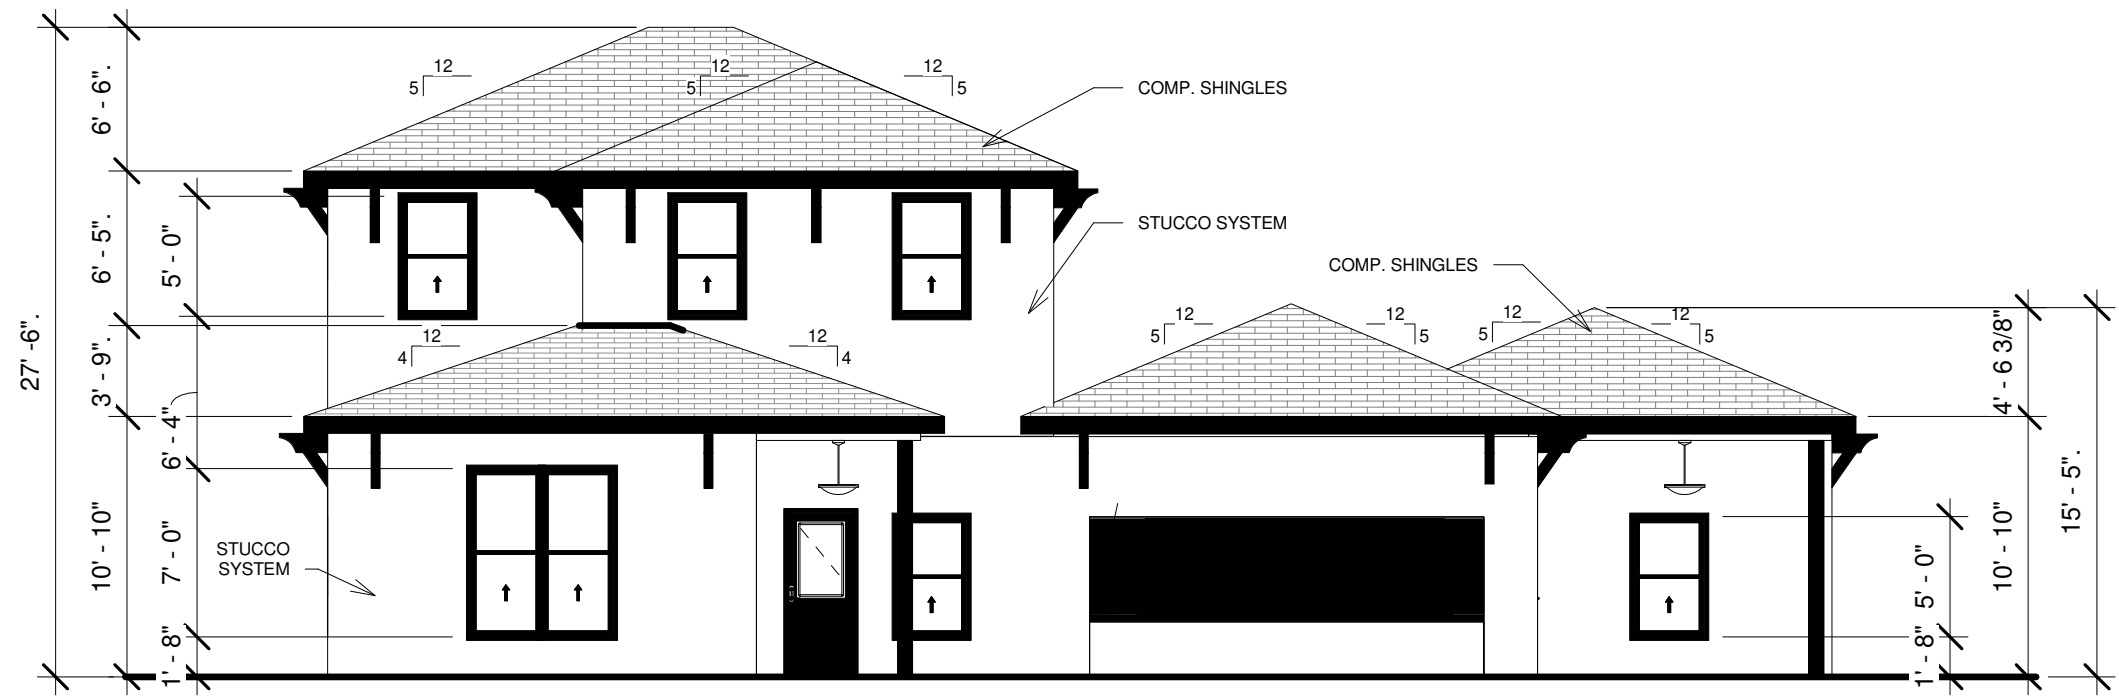 12
5
12
5
12
5
COMP. SHINGLES
STUCCO SYSTEM
COMP. SHINGLES
12
5
12
5
12
5
12
5
12
4
12
4
STUCCO
SYSTEM
27' -6".
6' - 6".
6' - 5".
3' - 9".
10' - 10"
5' - 0"
6' - 4"
7' - 0"
1' - 8"
5' - 0"
1' - 8"
4' - 6 3/8"
10' - 10"
15' - 5".